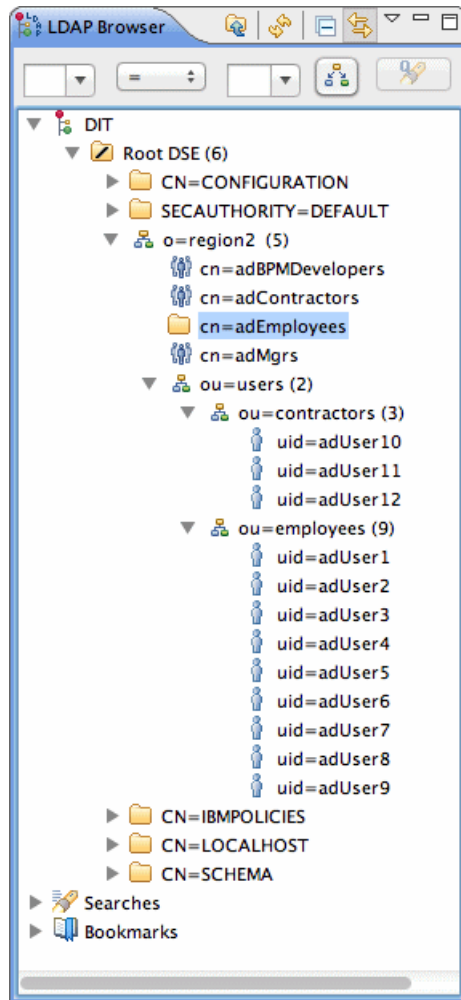 LDAP Browser
=
DIT
Root DSE (6)
CN=CONFIGURATION
SECAUTHORITY=DEFAULT
o=region2 (5)
cn=adBPMDevelopers
cn=adContractors
cn=adEmployees
cn=adMgrs
ou=users (2)
ou=contractors (3)
uid=adUser10
uid=adUser11
uid=adUser12
ou=employees (9)
uid=adUser1
uid=adUser2
uid=adUser3
uid=adUser4
uid=adUser5
uid=adUser6
uid=adUser7
uid=adUser8
uid=adUser9
CN=IBMPOLICIES
CN=LOCALHOST
CN=SCHEMA
Searches
Bookmarks